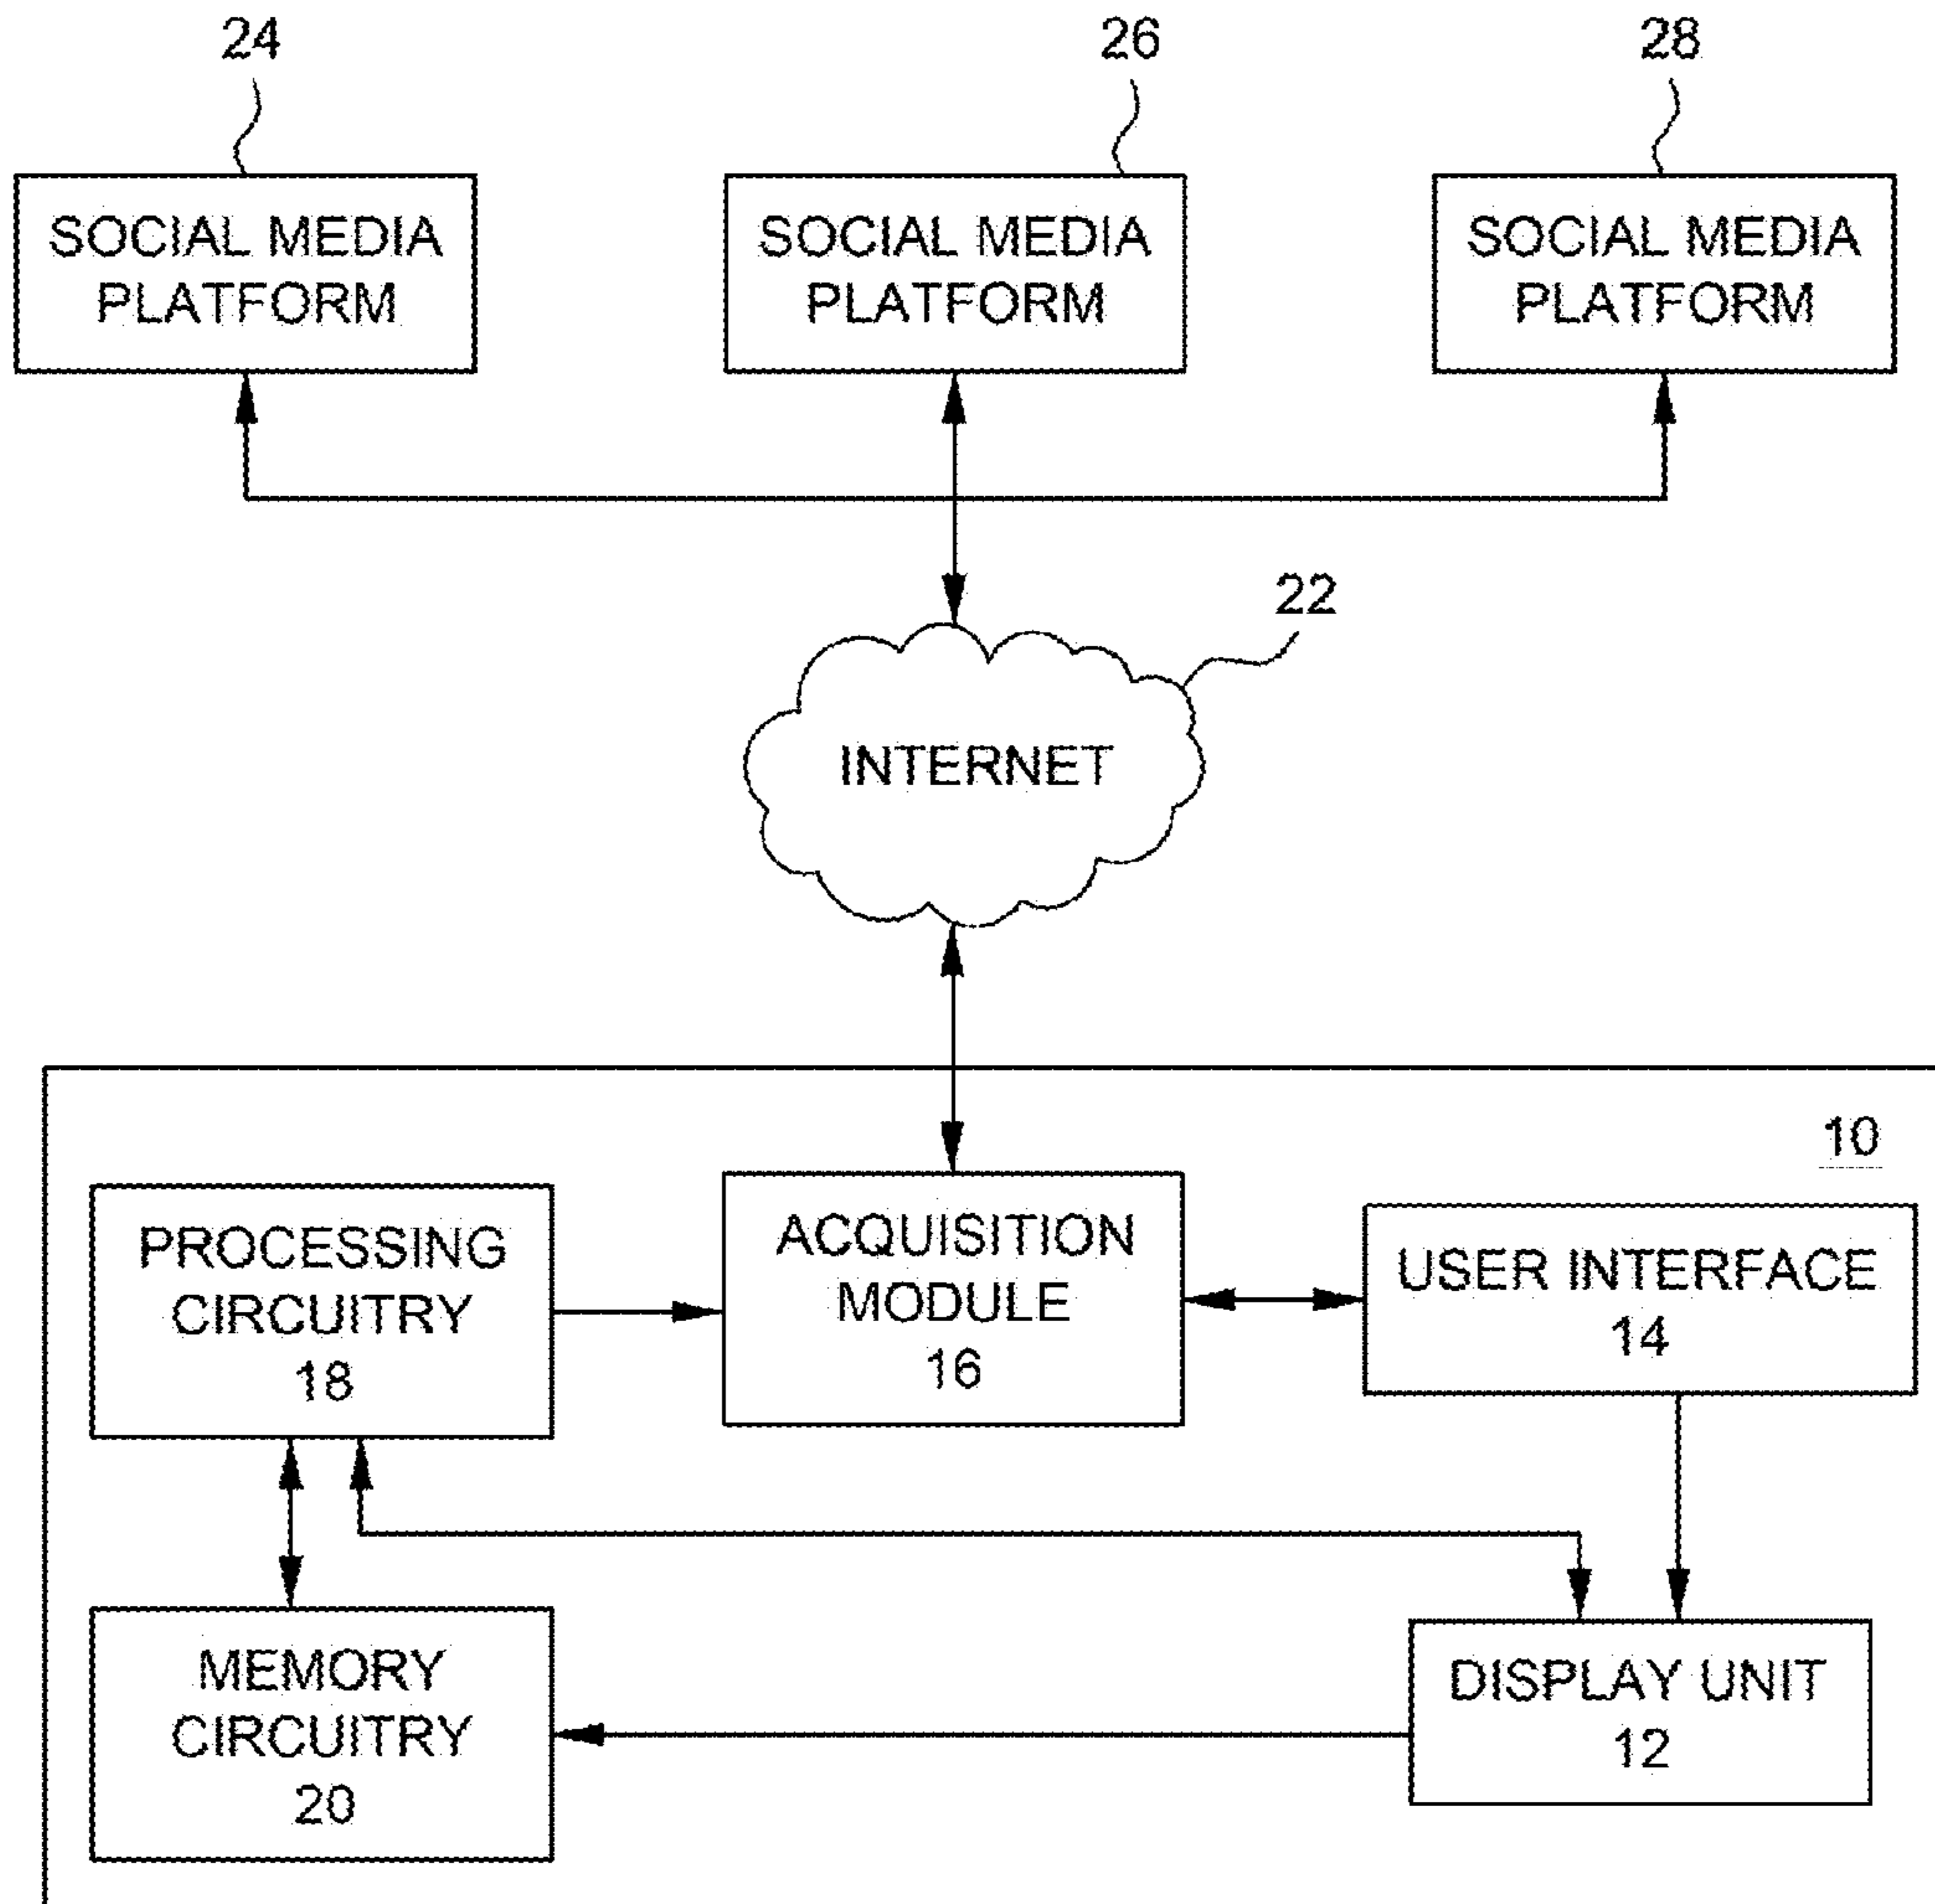 24
26
28
SOCIAL MEDIA
PLATFORM
SOCIAL MEDIA
PLATFORM
SOCIAL MEDIA
PLATFORM
22
INTERNET
10
PROCESSING
CIRCUITRY
18
ACQUISITION
MODULE
16
USER INTERFACE
14
MEMORY
CIRCUITRY
20
DISPLAY UNIT
12